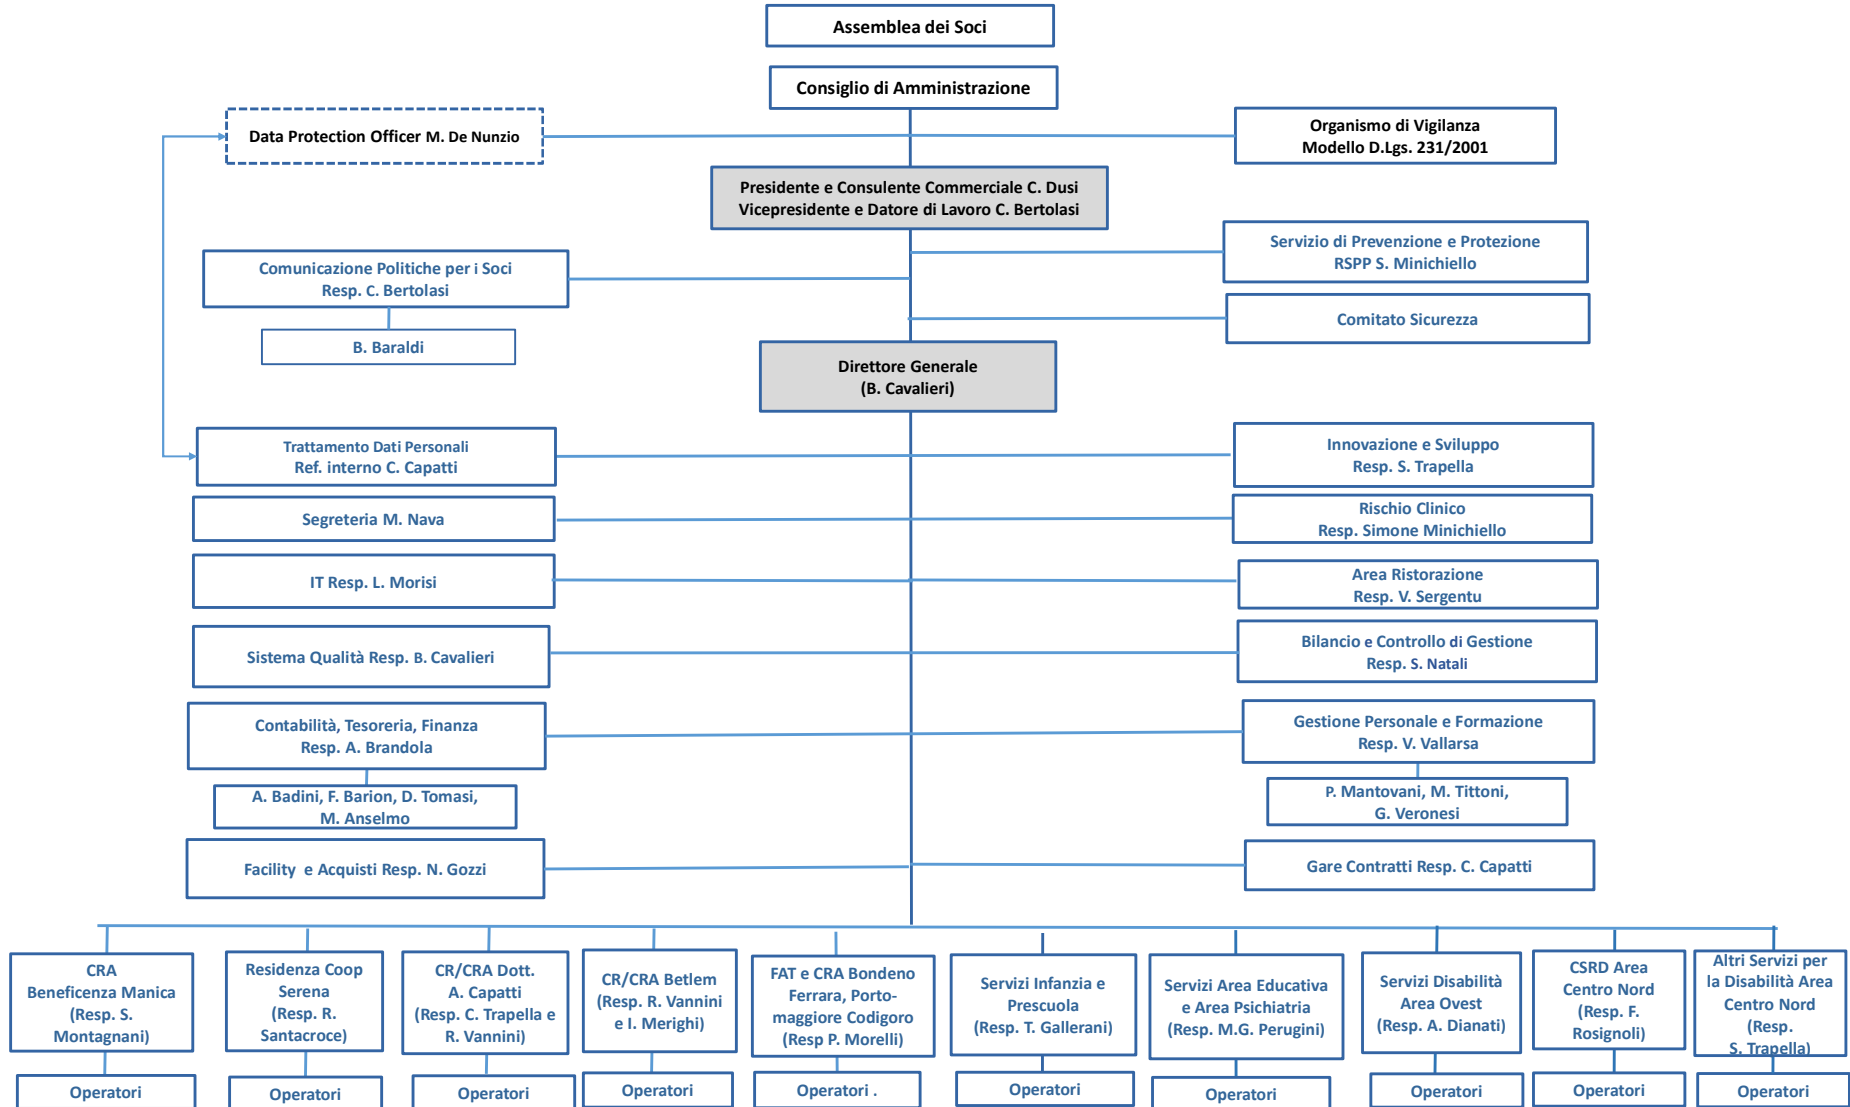 Assemblea dei Soci
Consiglio di Amministrazione
Data Protection Officer M. De Nunzio
Organismo di Vigilanza
Modello D.Lgs. 231/2001
Presidente e Consulente Commerciale C. Dusi
Vicepresidente e Datore di Lavoro C. Bertolasi
Servizio di Prevenzione e Protezione
RSPP S. Minichiello
Comunicazione Politiche per i Soci
Resp. C. Bertolasi
Comitato Sicurezza
B. Baraldi
Direttore Generale
(B. Cavalieri)
Trattamento Dati Personali
Ref. interno C. Capatti
Innovazione e Sviluppo
Resp. S. Trapella
Segreteria M. Nava
Rischio Clinico
Resp. Simone Minichiello
IT Resp. L. Morisi
Area Ristorazione
Resp. V. Sergentu
Sistema Qualità Resp. B. Cavalieri
Bilancio e Controllo di Gestione
Resp. S. Natali
Contabilità, Tesoreria, Finanza
Resp. A. Brandola
Gestione Personale e Formazione
Resp. V. Vallarsa
A. Badini, F. Barion, D. Tomasi,
M. Anselmo
P. Mantovani, M. Tittoni,
G. Veronesi
Facility e Acquisti Resp. N. Gozzi
Gare Contratti Resp. C. Capatti
CRA
Beneficenza Manica
(Resp. S.
Montagnani)
Residenza Coop
Serena
(Resp. R.
Santacroce)
CR/CRA Dott.
A. Capatti
(Resp. C. Trapella e
R. Vannini)
CR/CRA Betlem
(Resp. R. Vannini
e I. Merighi)
FAT e CRA Bondeno
Ferrara, Porto-
maggiore Codigoro
(Resp P. Morelli)
Servizi Infanzia e
Prescuola
(Resp. T. Gallerani)
Servizi Area Educativa
e Area Psichiatria
(Resp. M.G. Perugini)
Servizi Disabilità
Area Ovest
(Resp. A. Dianati)
CSRD Area
Centro Nord
(Resp. F.
Rosignoli)
Altri Servizi per
la Disabilità Area
Centro Nord
(Resp.
S. Trapella)
Operatori
Operatori
Operatori
Operatori
Operatori .
Operatori
Operatori
Operatori
Operatori
Operatori